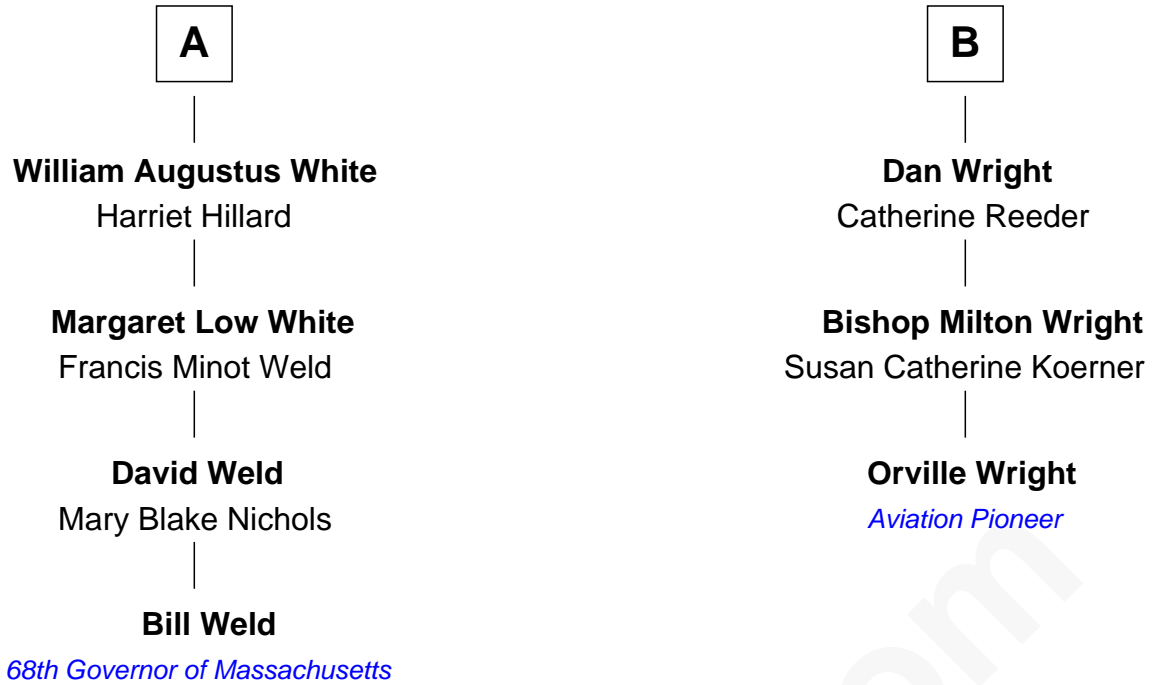 A
B
William Augustus White
Harriet Hillard
Dan Wright
Catherine Reeder
Margaret Low White
Francis Minot Weld
Bishop Milton Wright
Susan Catherine Koerner
David Weld
Mary Blake Nichols
Orville Wright
Aviation Pioneer
Bill Weld
68th Governor of Massachusetts
om